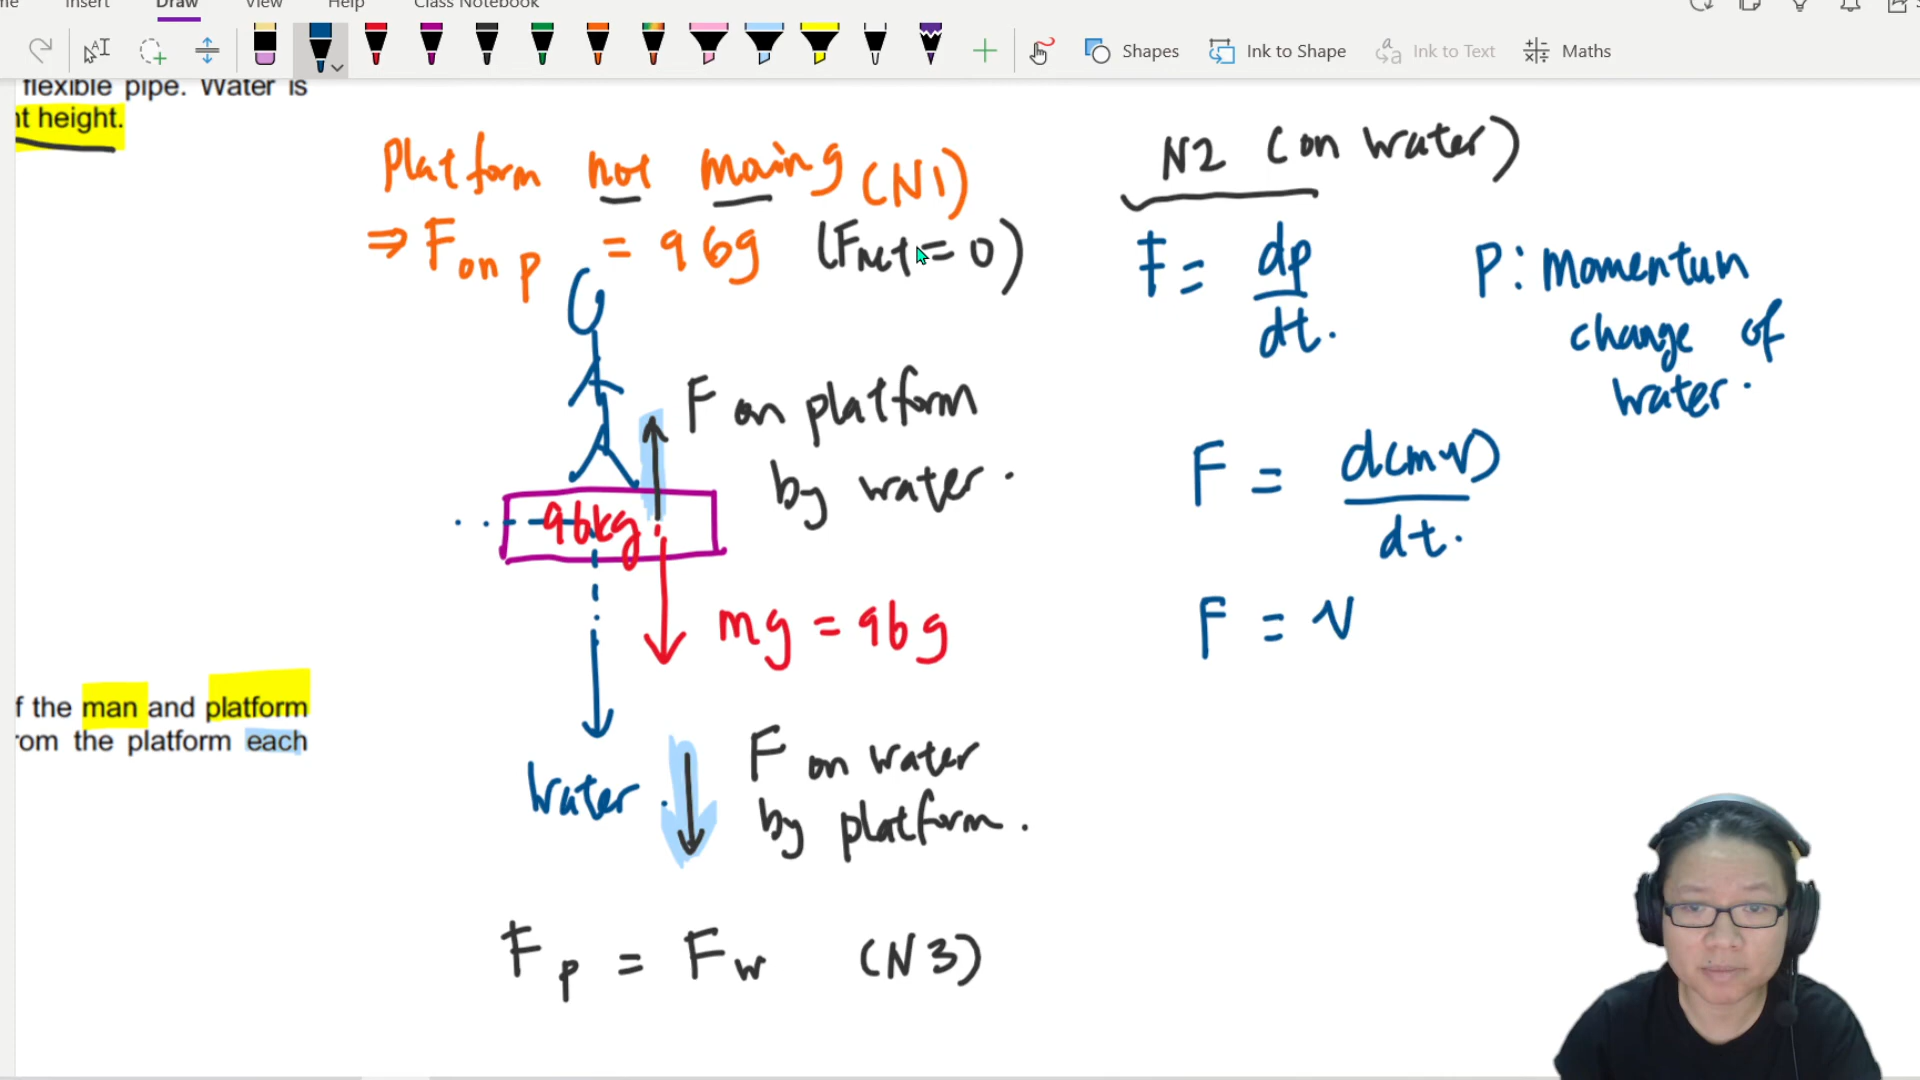 Insert Draw View Help Class Notebook
Shapes Ink to Shape Ink to Text Maths
flexible pipe. Water is
nt height.
Platform not moving (N1)
⇒ F on p = 96g (Fnet = 0)
F on platform
by water.
96kg
mg = 96g
f the man and platform
rom the platform each
water.
F on water
by platform.
Fp = Fw (N3)
N2 (on water)
F = dp
dt.
P: Momentum
change of
water.
F = d(mv)
dt.
F = v